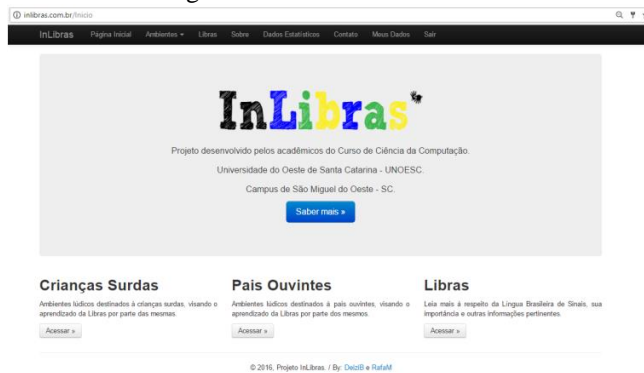 inlibras.com.br/Inicio
InLibras Página Inicial Ambientes Libras Sobre Dados Estatísticos Contato Meus Dados Sair
InLibras
Projeto desenvolvido pelos acadêmicos do Curso de Ciência da Computação.
Universidade do Oeste de Santa Catarina - UNOESC.
Campus de São Miguel do Oeste - SC.
Saber mais »
Crianças Surdas
Ambientes lúdicos destinados à crianças surdas, visando o
aprendizado da Libras por parte das mesmas.
Acessar »
Pais Ouvintes
Ambientes lúdicos destinados á pais ouvintes, visando o
aprendizado da Libras por parte dos mesmos.
Acessar »
Libras
Leia mais á respeito da Língua Brasileira de Sinais, sua
importância e outras informações pertinentes.
Acessar »
© 2016, Projeto InLibras. / By: DeiziB e RafaM